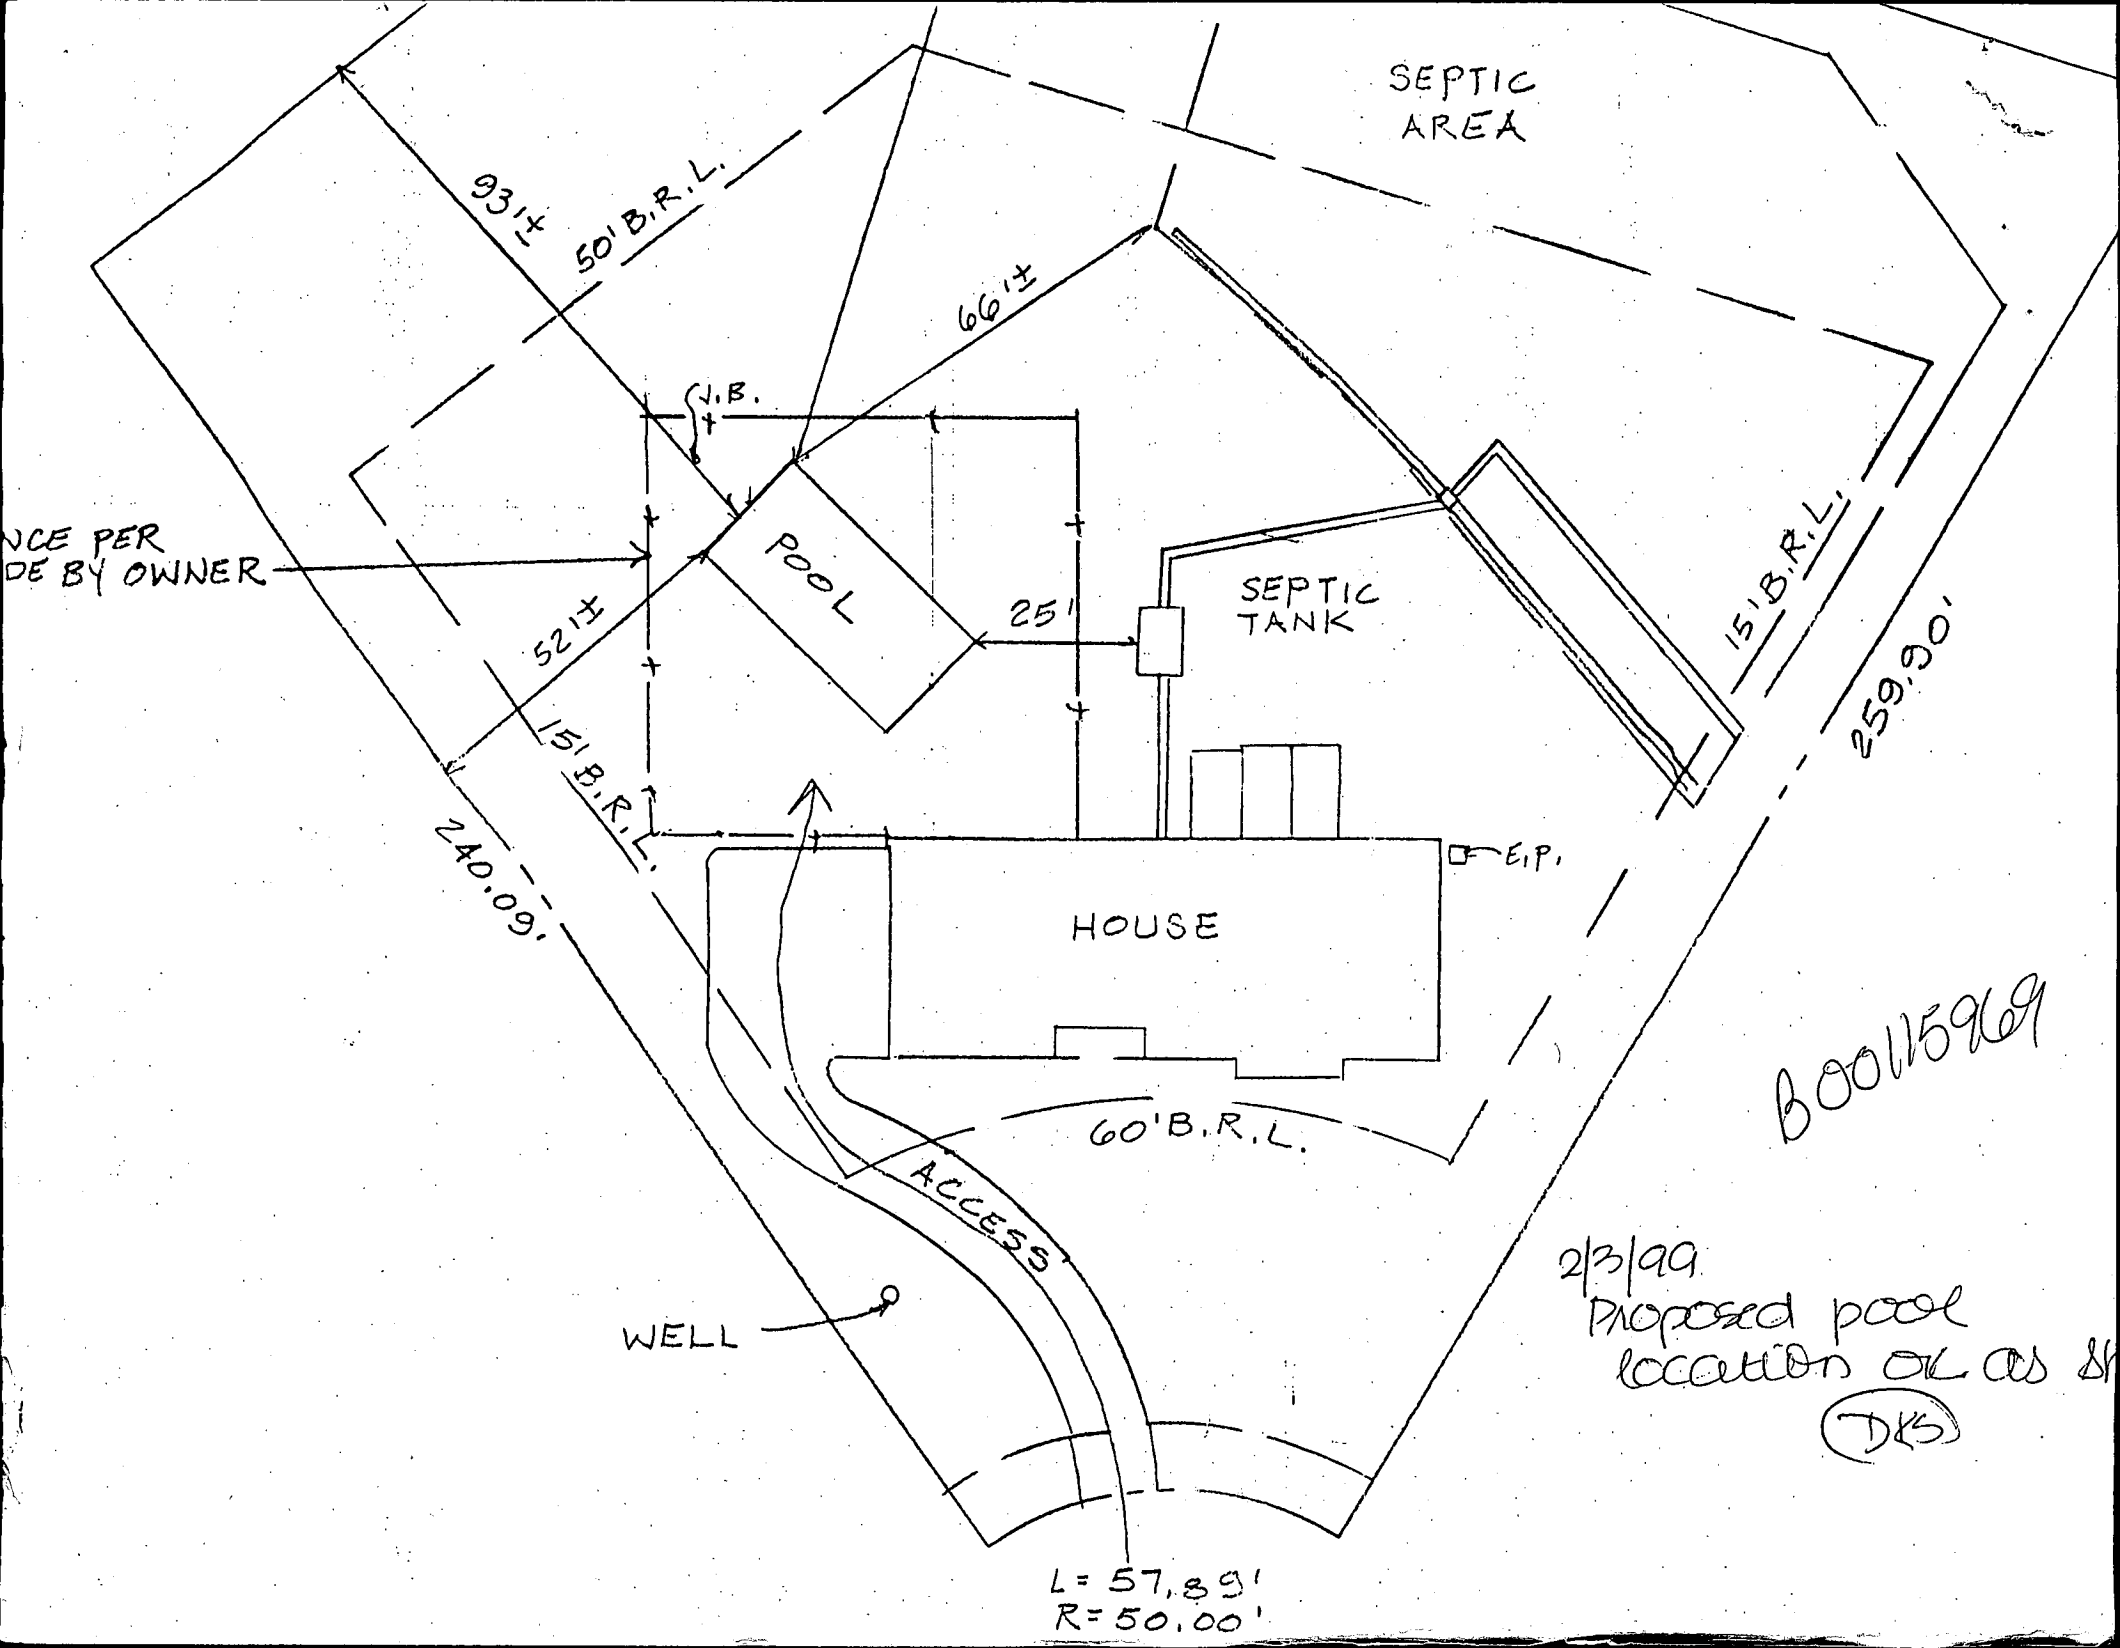 SEPTIC
AREA
93'±
50' B.R.L.
66'±
J.B.
NCE PER
DE BY OWNER
POOL
25'
SEPTIC
TANK
52'±
15' B.R.L.
15' B.R.L.
259.90'
240.09'
E.P.
HOUSE
B00115969
60' B.R.L.
ACCESS
WELL
2/3/99
Proposed pool
location OK as sh
DKS
L = 57.89'
R = 50.00'